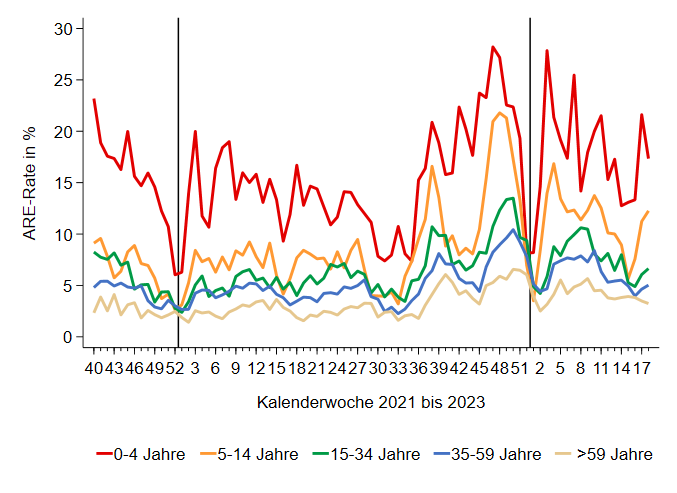 30
25
20
15
10
5
0
ARE-Rate in %
40 43 46 49 52 3 6 9 12 15 18 21 24 27 30 33 36 39 42 45 48 51 2 5 8 11 14 17
Kalenderwoche 2021 bis 2023
0-4 Jahre 5-14 Jahre 15-34 Jahre 35-59 Jahre >59 Jahre